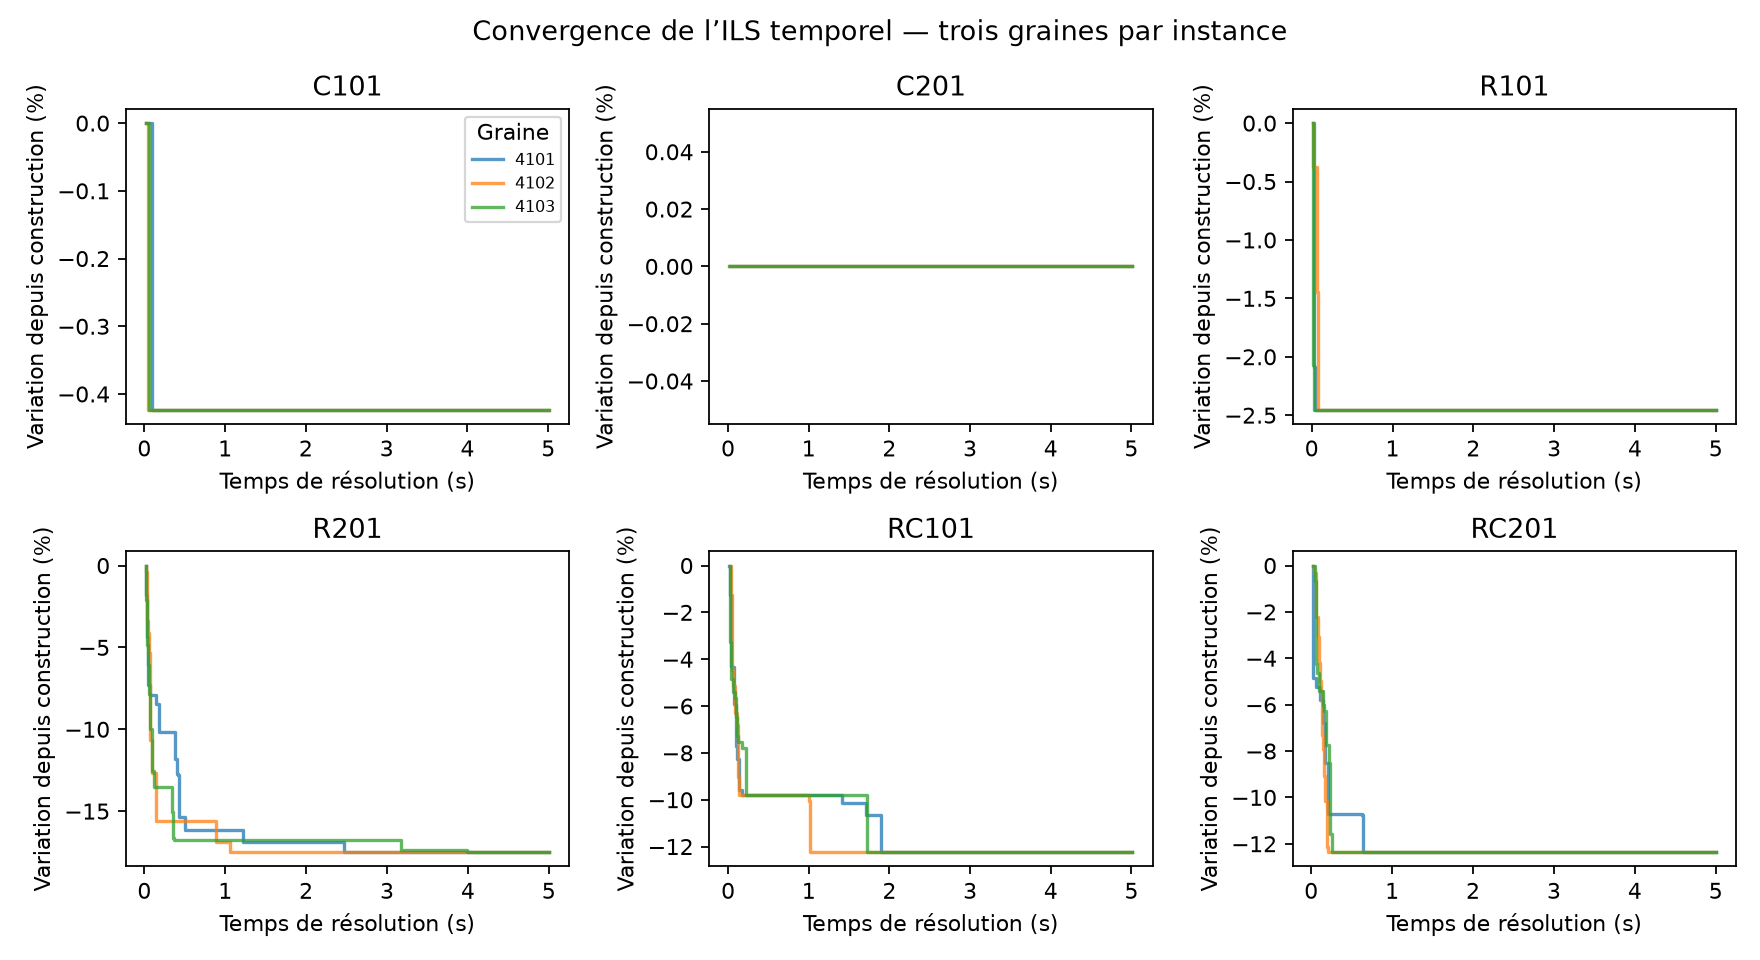 Convergence de l’ILS temporel — trois graines par instance
C101
Variation depuis construction (%)
0.0
−0.1
−0.2
−0.3
−0.4
Graine
4101
4102
4103
0 1 2 3 4 5
Temps de résolution (s)
C201
Variation depuis construction (%)
0.04
0.02
0.00
−0.02
−0.04
0 1 2 3 4 5
Temps de résolution (s)
R101
Variation depuis construction (%)
0.0
−0.5
−1.0
−1.5
−2.0
−2.5
0 1 2 3 4 5
Temps de résolution (s)
R201
Variation depuis construction (%)
0
−5
−10
−15
0 1 2 3 4 5
Temps de résolution (s)
RC101
Variation depuis construction (%)
0
−2
−4
−6
−8
−10
−12
0 1 2 3 4 5
Temps de résolution (s)
RC201
Variation depuis construction (%)
0
−2
−4
−6
−8
−10
−12
0 1 2 3 4 5
Temps de résolution (s)